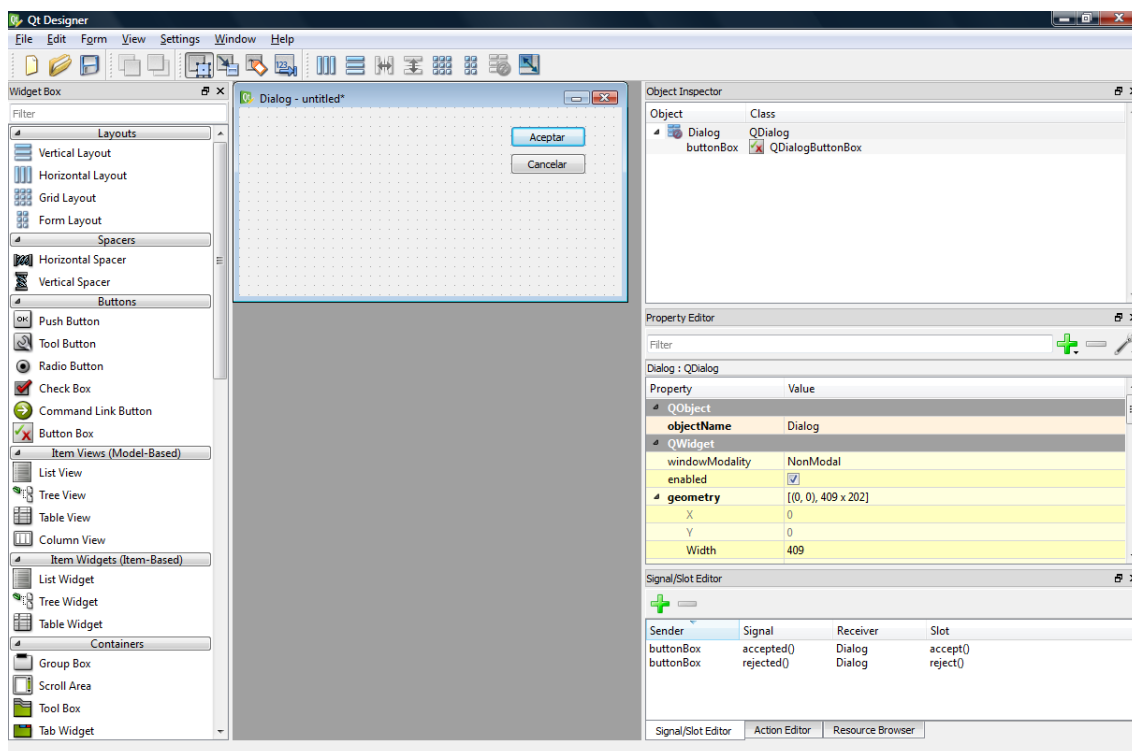 Qt Designer
File Edit Form View Settings Window Help
123
Widget Box
Filter
Layouts
Vertical Layout
Horizontal Layout
Grid Layout
Form Layout
Spacers
Horizontal Spacer
Vertical Spacer
Buttons
OK Push Button
Tool Button
Radio Button
Check Box
Command Link Button
Button Box
Item Views (Model-Based)
List View
Tree View
Table View
Column View
Item Widgets (Item-Based)
List Widget
Tree Widget
Table Widget
Containers
Group Box
Scroll Area
Tool Box
Tab Widget
Dialog - untitled*
Aceptar
Cancelar
Object Inspector
Object Class
Dialog QDialog
buttonBox QDialogButtonBox
Property Editor
Filter
Dialog : QDialog
Property Value
QObject
objectName Dialog
QWidget
windowModality NonModal
enabled
geometry [(0, 0), 409 x 202]
X 0
Y 0
Width 409
Signal/Slot Editor
Sender Signal Receiver Slot
buttonBox accepted() Dialog accept()
buttonBox rejected() Dialog reject()
Signal/Slot Editor Action Editor Resource Browser